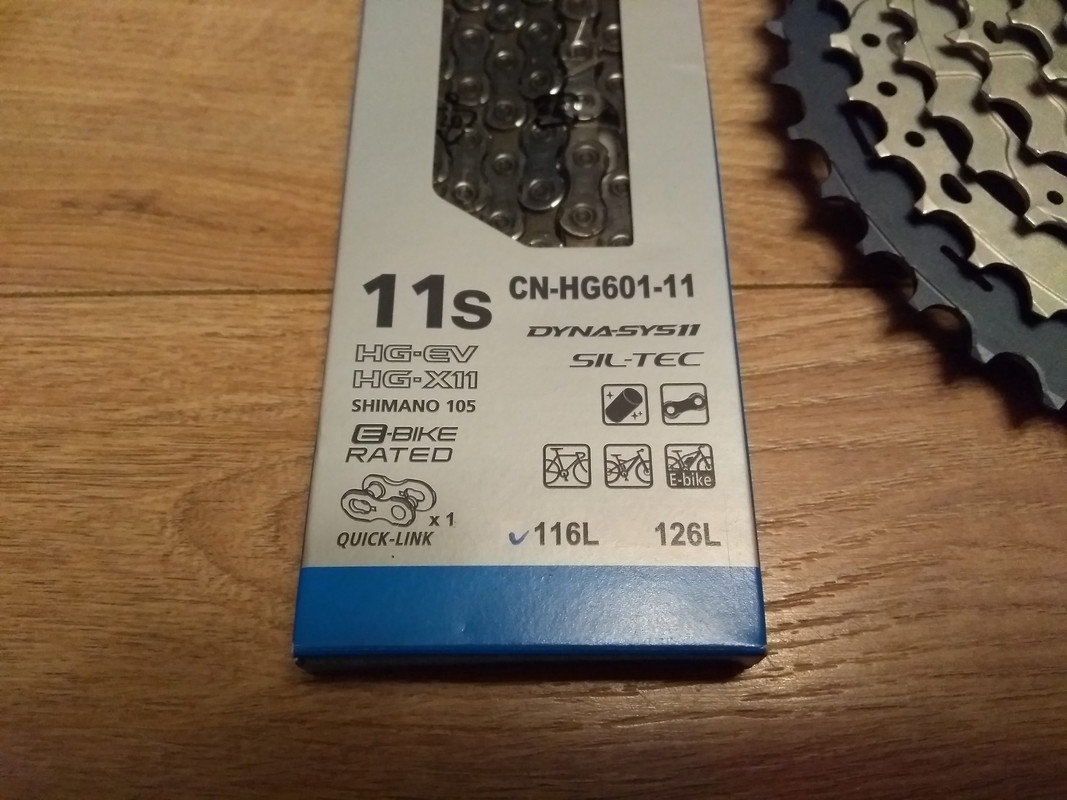 11s
CN-HG601-11
DYNA-SYS11
SIL-TEC
HG-EV
HG-X11
SHIMANO 105
E-BIKE
RATED
x 1
QUICK-LINK
E-bike
116L 126L